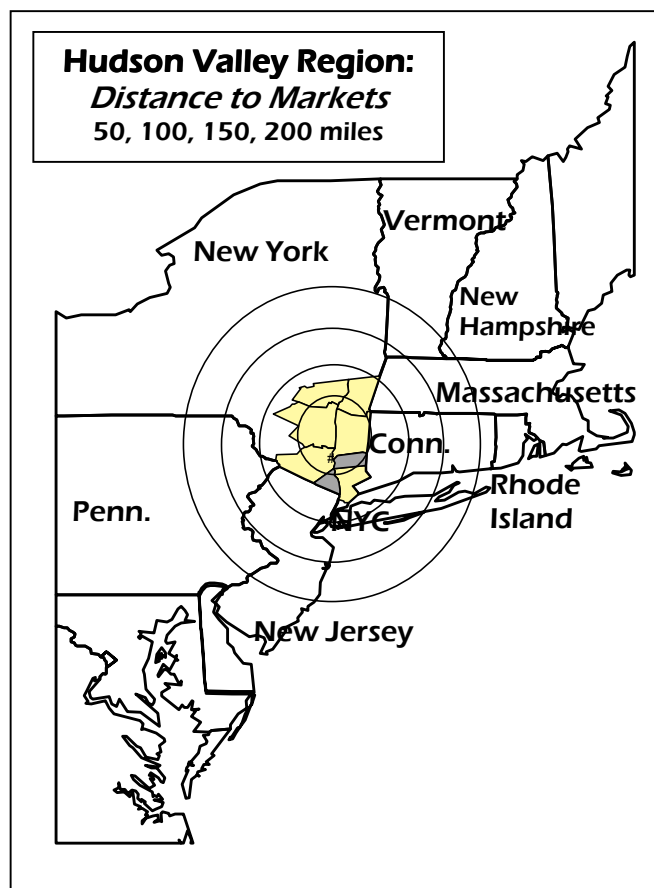 Hudson Valley Region:
Distance to Markets
50, 100, 150, 200 miles
Vermont
New York
New
Hampshire
Massachusetts
Conn.
#
Rhode
Island
Penn.
NYC
New Jersey